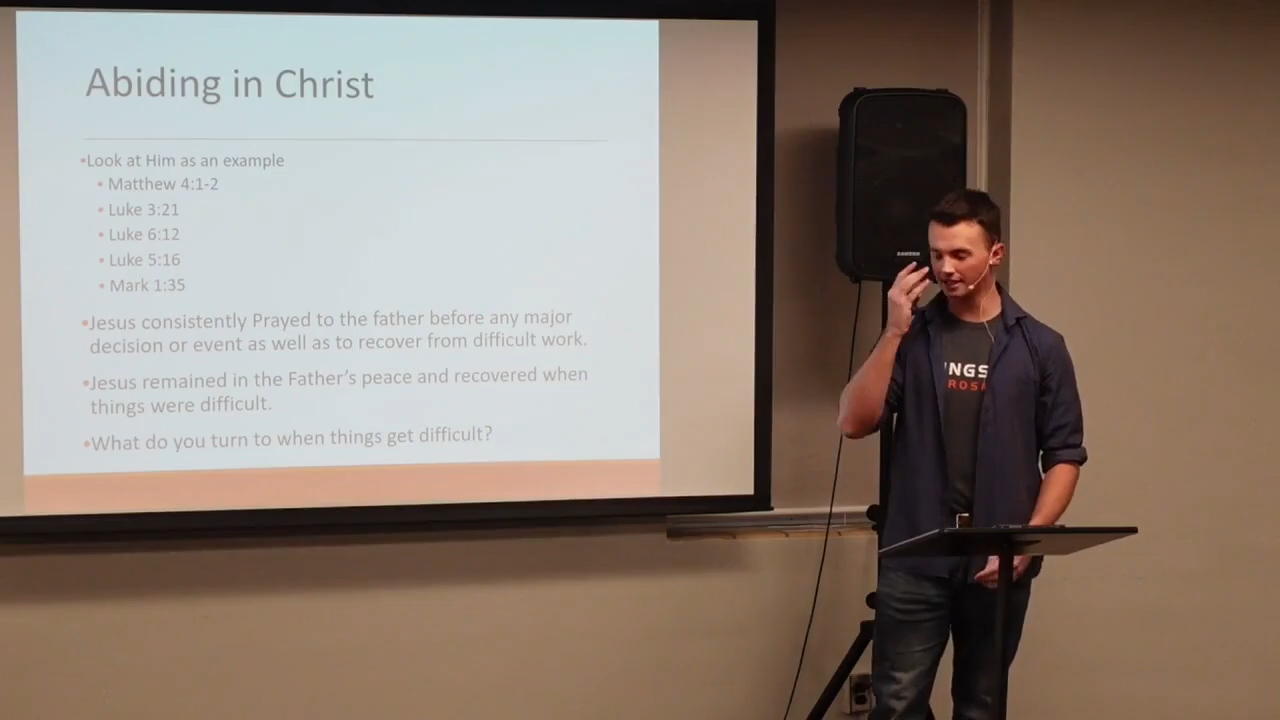 Abiding in Christ
•Look at Him as an example
• Matthew 4:1-2
• Luke 3:21
• Luke 6:12
• Luke 5:16
• Mark 1:35
•Jesus consistently Prayed to the father before any major
decision or event as well as to recover from difficult work.
•Jesus remained in the Father's peace and recovered when
things were difficult.
•What do you turn to when things get difficult?
SAMSON
INGS
ROS